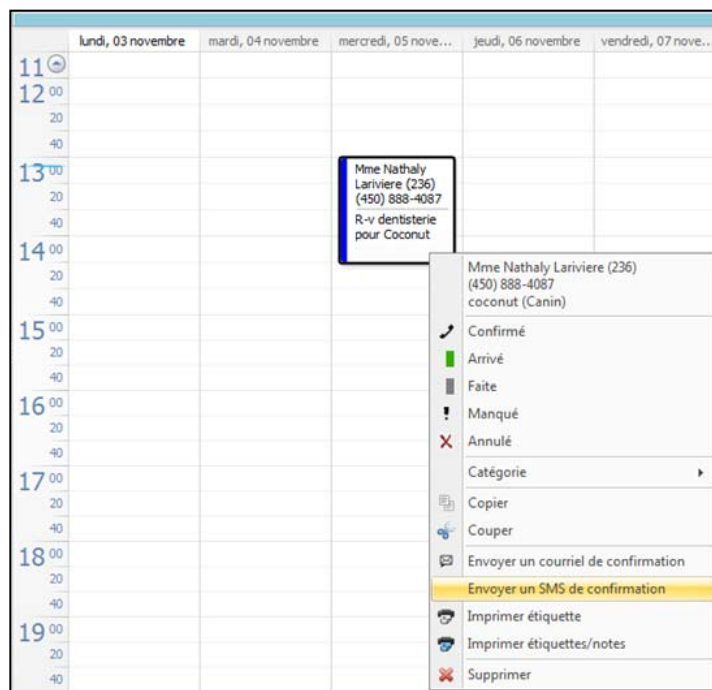 lundi, 03 novembre mardi, 04 novembre mercredi, 05 nove... jeudi, 06 novembre vendredi, 07 nove...
11
12 00
20
40
13 00
20
40
14 00
20
40
15 00
20
40
16 00
20
40
17 00
20
40
18 00
20
40
19 00
20
40
Mme Nathaly
Lariviere (236)
(450) 888-4087
R-v dentisterie
pour Coconut
Mme Nathaly Lariviere (236)
(450) 888-4087
coconut (Canin)
Confirmé
Arrivé
Faite
Manqué
Annulé
Catégorie
Copier
Couper
Envoyer un courriel de confirmation
Envoyer un SMS de confirmation
Imprimer étiquette
Imprimer étiquettes/notes
Supprimer